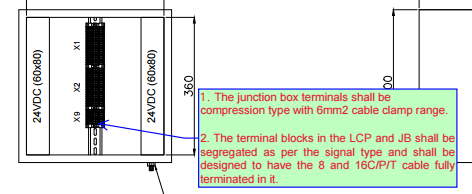 24VDC (60x80)
X1
X2
X9
24VDC (60x80)
360
00
1. The junction box terminals shall be
compression type with 6mm2 cable clamp range.
2. The terminal blocks in the LCP and JB shall be
segregated as per the signal type and shall be
designed to have the 8 and 16C/P/T cable fully
terminated in it.